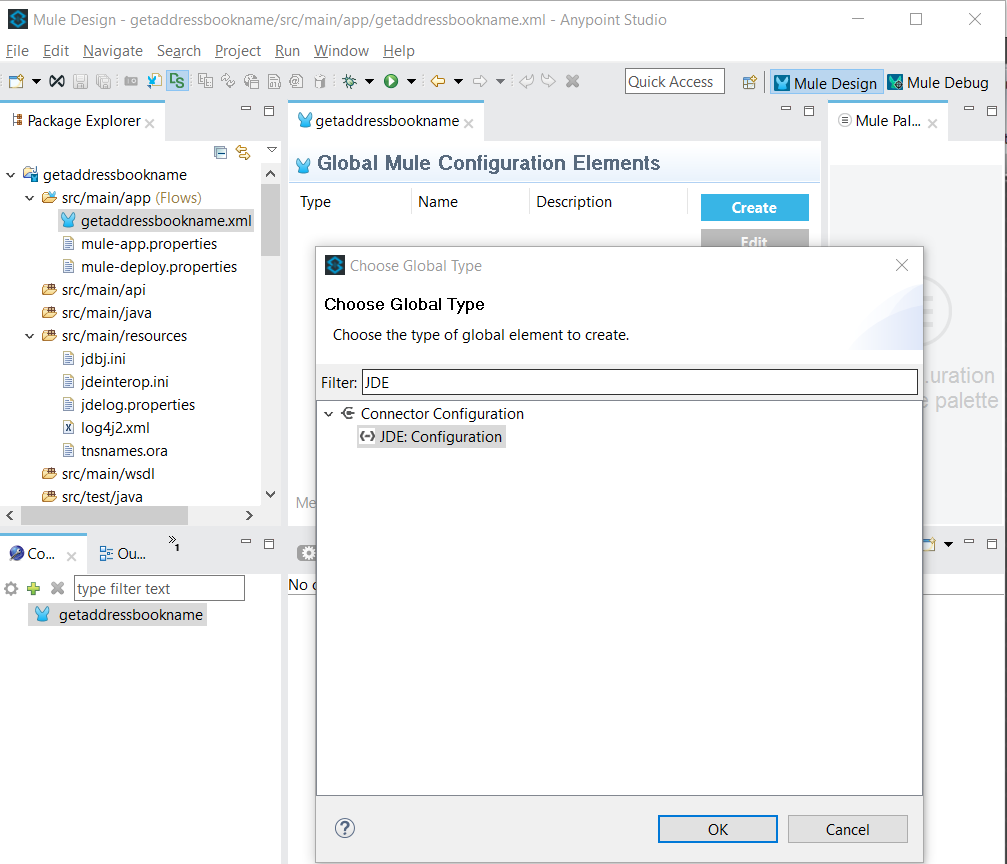 Mule Design - getaddressbookname/src/main/app/getaddressbookname.xml - Anypoint Studio
File Edit Navigate Search Project Run Window Help
Quick Access Mule Design Mule Debug
Package Explorer
getaddressbookname
src/main/app (Flows)
getaddressbookname.xml
mule-app.properties
mule-deploy.properties
src/main/api
src/main/java
src/main/resources
jdbj.ini
jdeinterop.ini
jdelog.properties
log4j2.xml
tnsnames.ora
src/main/wsdl
src/test/java
getaddressbookname
Global Mule Configuration Elements
Type Name Description
Create
Edit
Me
Mule Pal...
uration
palette
Choose Global Type
Choose Global Type
Choose the type of global element to create.
Filter: JDE
Connector Configuration
JDE: Configuration
OK Cancel
Co... Ou... 1
type filter text
getaddressbookname
No